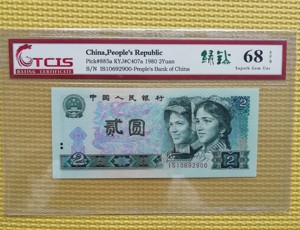 TCIS
GRADING CERTIFICATE
China,People's Republic
Pick#885a KYJ#C407a 1980 2Yuan
S/N IS10692900-People's Bank of China
绿钻
68
EPQ
Superb Gem Unc
中国人民银行
贰圆
2
2
IS10692900